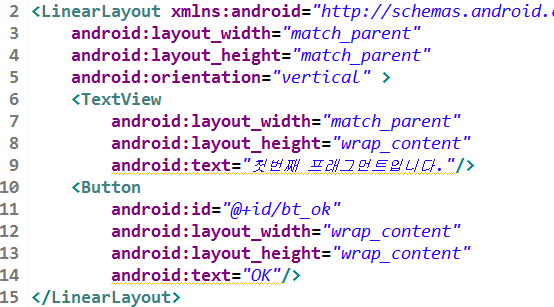 2 <LinearLayout xmlns:android="http://schemas.android.
3 android:layout_width="match_parent"
4 android:layout_height="match_parent"
5 android:orientation="vertical" >
6 <TextView
7 android:layout_width="match_parent"
8 android:layout_height="wrap_content"
9 android:text="첫번째 프래그먼트입니다."/>
10 <Button
11 android:id="@+id/bt_ok"
12 android:layout_width="wrap_content"
13 android:layout_height="wrap_content"
14 android:text="OK"/>
15 </LinearLayout>